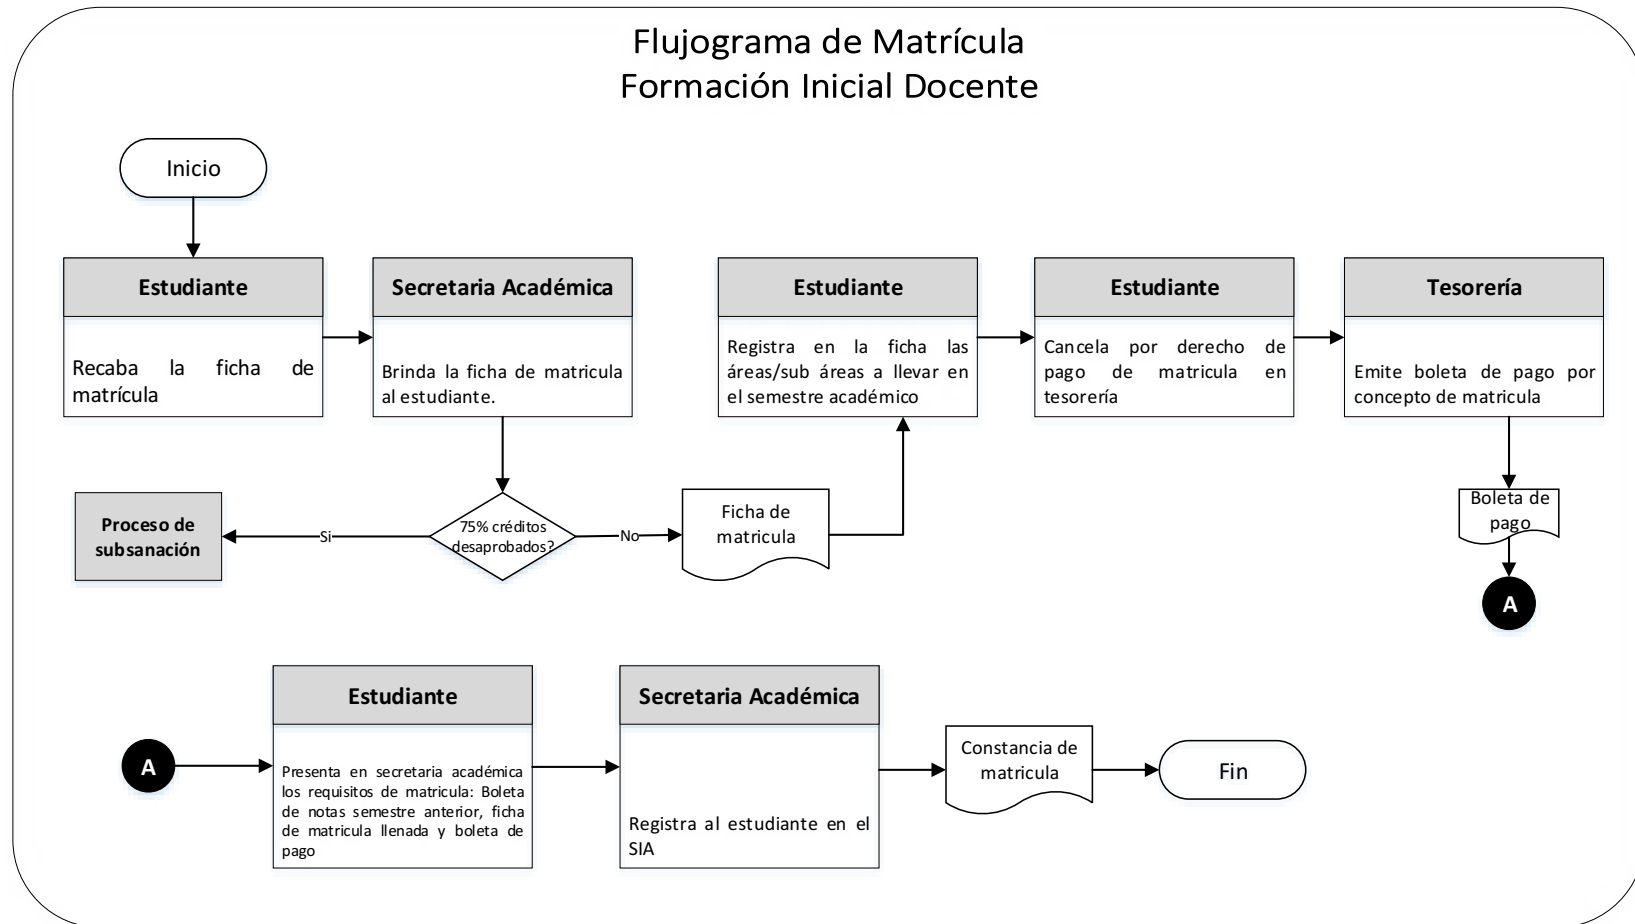 Flujograma de Matrícula
Formación Inicial Docente
Inicio
Estudiante
Recaba la ficha de
matrícula
Secretaria Académica
Brinda la ficha de matricula
al estudiante.
Estudiante
Registra en la ficha las
áreas/sub áreas a llevar en
el semestre académico
Estudiante
Cancela por derecho de
pago de matricula en
tesorería
Tesorería
Emite boleta de pago por
concepto de matricula
Proceso de
subsanación
Si
75% créditos
desaprobados?
No
Ficha de
matricula
Boleta de
pago
A
A
Estudiante
Presenta en secretaria académica
los requisitos de matricula: Boleta
de notas semestre anterior, ficha
de matricula llenada y boleta de
pago
Secretaria Académica
Registra al estudiante en el
SIA
Constancia de
matricula
Fin